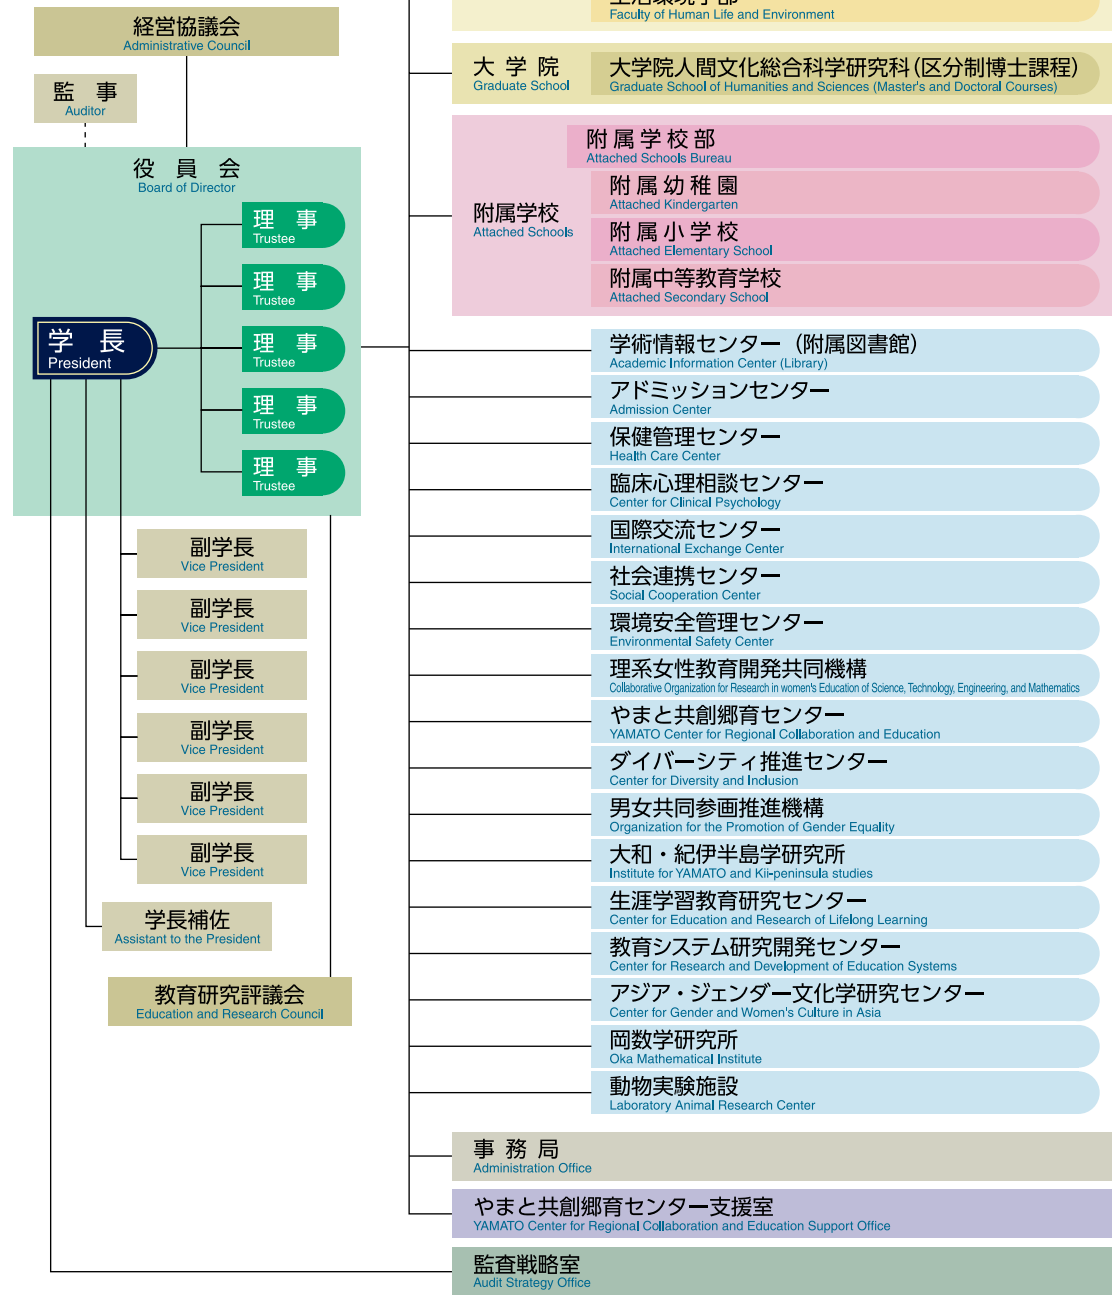 経営協議会
Administrative Council
監事
Auditor
役員会
Board of Director
理事
Trustee
理事
Trustee
理事
Trustee
理事
Trustee
理事
Trustee
学長
President
副学長
Vice President
副学長
Vice President
副学長
Vice President
副学長
Vice President
副学長
Vice President
副学長
Vice President
学長補佐
Assistant to the President
教育研究評議会
Education and Research Council
生活環境学部
Faculty of Human Life and Environment
大学院
Graduate School
大学院人間文化総合科学研究科(区分制博士課程)
Graduate School of Humanities and Sciences (Master's and Doctoral Courses)
附属学校
Attached Schools
附属学校部
Attached Schools Bureau
附属幼稚園
Attached Kindergarten
附属小学校
Attached Elementary School
附属中等教育学校
Attached Secondary School
学術情報センター(附属図書館)
Academic Information Center (Library)
アドミッションセンター
Admission Center
保健管理センター
Health Care Center
臨床心理相談センター
Center for Clinical Psychology
国際交流センター
International Exchange Center
社会連携センター
Social Cooperation Center
環境安全管理センター
Environmental Safety Center
理系女性教育開発共同機構
Collaborative Organization for Research in women's Education of Science, Technology, Engineering, and Mathematics
やまと共創郷育センター
YAMATO Center for Regional Collaboration and Education
ダイバーシティ推進センター
Center for Diversity and Inclusion
男女共同参画推進機構
Organization for the Promotion of Gender Equality
大和・紀伊半島学研究所
Institute for YAMATO and Kii-peninsula studies
生涯学習教育研究センター
Center for Education and Research of Lifelong Learning
教育システム研究開発センター
Center for Research and Development of Education Systems
アジア・ジェンダー文化学研究センター
Center for Gender and Women's Culture in Asia
岡数学研究所
Oka Mathematical Institute
動物実験施設
Laboratory Animal Research Center
事務局
Administration Office
やまと共創郷育センター支援室
YAMATO Center for Regional Collaboration and Education Support Office
監査戦略室
Audit Strategy Office